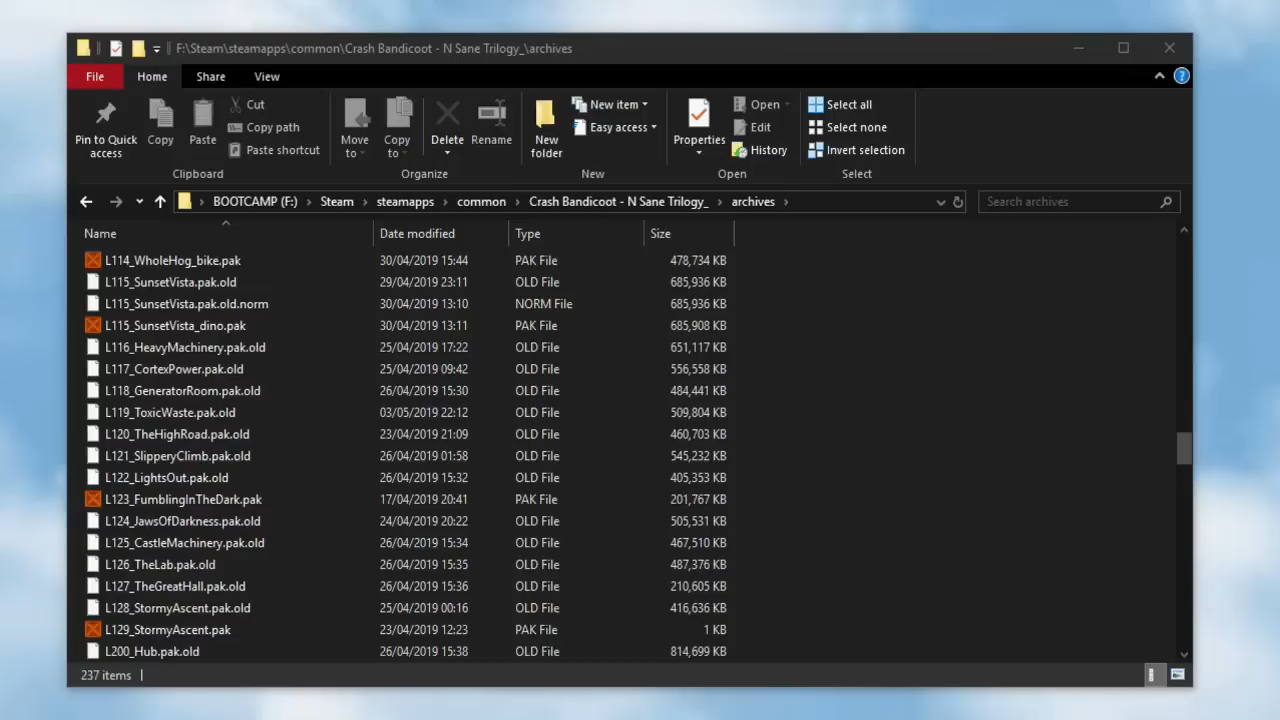 F:\Steam\steamapps\common\Crash Bandicoot - N Sane Trilogy_\archives
File Home Share View
Pin to Quick access
Copy
Paste
Cut
Copy path
Paste shortcut
Clipboard
Move to
Copy to
Delete
Rename
Organize
New folder
New item
Easy access
New
Properties
Open
Edit
History
Open
Select all
Select none
Invert selection
Select
BOOTCAMP (F:) Steam steamapps common Crash Bandicoot - N Sane Trilogy_ archives
Search archives
Name Date modified Type Size
L114_WholeHog_bike.pak 30/04/2019 15:44 PAK File 478,734 KB
L115_SunsetVista.pak.old 29/04/2019 23:11 OLD File 685,936 KB
L115_SunsetVista.pak.old.norm 30/04/2019 13:10 NORM File 685,936 KB
L115_SunsetVista_dino.pak 30/04/2019 13:11 PAK File 685,908 KB
L116_HeavyMachinery.pak.old 25/04/2019 17:22 OLD File 651,117 KB
L117_CortexPower.pak.old 25/04/2019 09:42 OLD File 556,558 KB
L118_GeneratorRoom.pak.old 26/04/2019 15:30 OLD File 484,441 KB
L119_ToxicWaste.pak.old 03/05/2019 22:12 OLD File 509,804 KB
L120_TheHighRoad.pak.old 23/04/2019 21:09 OLD File 460,703 KB
L121_SlipperyClimb.pak.old 26/04/2019 01:58 OLD File 545,232 KB
L122_LightsOut.pak.old 26/04/2019 15:32 OLD File 405,353 KB
L123_FumblingInTheDark.pak 17/04/2019 20:41 PAK File 201,767 KB
L124_JawsOfDarkness.pak.old 24/04/2019 20:22 OLD File 505,531 KB
L125_CastleMachinery.pak.old 26/04/2019 15:34 OLD File 467,510 KB
L126_TheLab.pak.old 26/04/2019 15:35 OLD File 487,376 KB
L127_TheGreatHall.pak.old 26/04/2019 15:36 OLD File 210,605 KB
L128_StormyAscent.pak.old 25/04/2019 00:16 OLD File 416,636 KB
L129_StormyAscent.pak 23/04/2019 12:23 PAK File 1 KB
L200_Hub.pak.old 26/04/2019 15:38 OLD File 814,699 KB
237 items